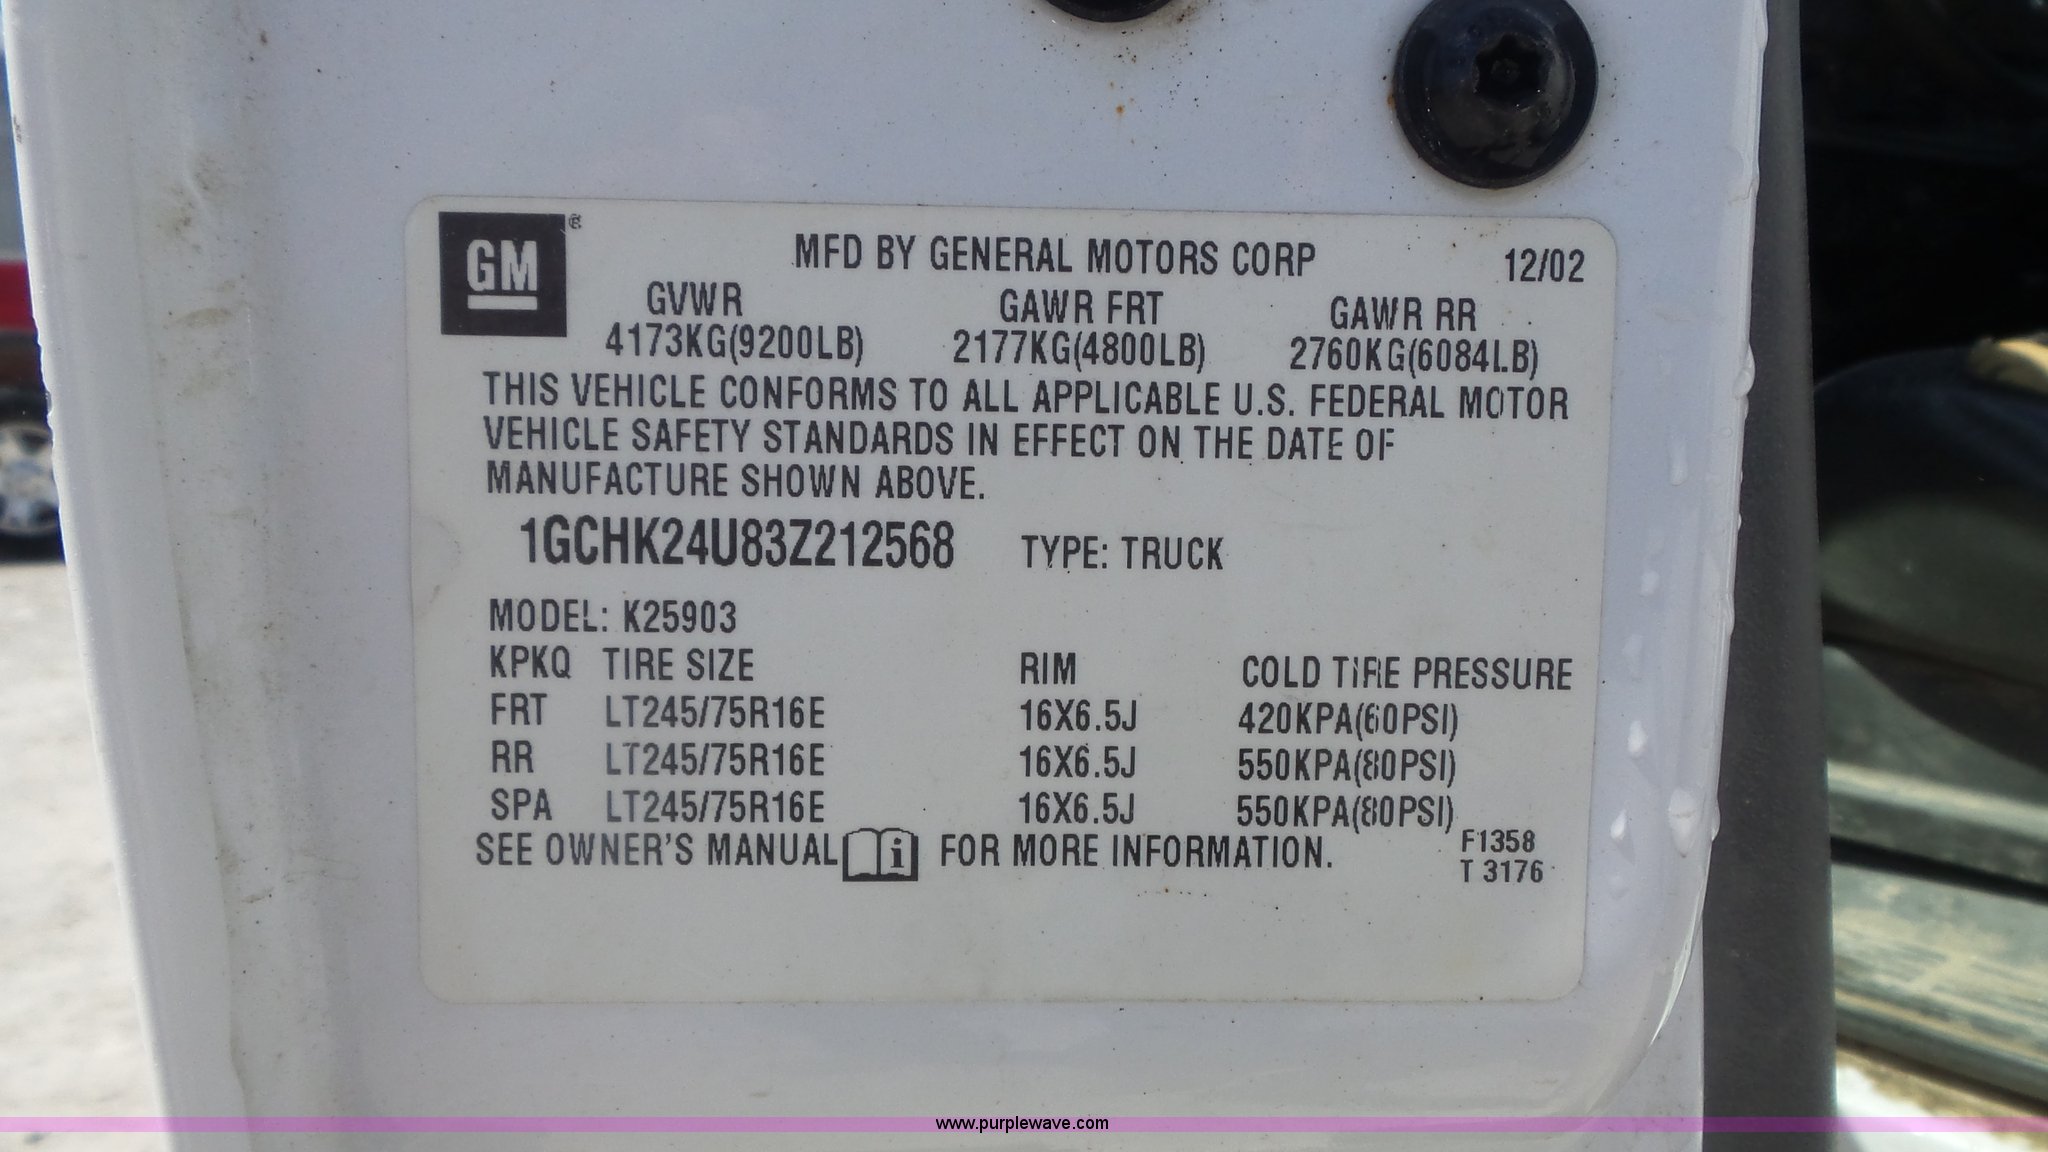 GM®
MFD BY GENERAL MOTORS CORP 12/02
GVWR GAWR FRT GAWR RR
4173KG(9200LB) 2177KG(4800LB) 2760KG(6084LB)
THIS VEHICLE CONFORMS TO ALL APPLICABLE U.S. FEDERAL MOTOR
VEHICLE SAFETY STANDARDS IN EFFECT ON THE DATE OF
MANUFACTURE SHOWN ABOVE.
1GCHK24U83Z212568 TYPE: TRUCK
MODEL: K25903
KPKQ TIRE SIZE RIM COLD TIRE PRESSURE
FRT LT245/75R16E 16X6.5J 420KPA(60PSI)
RR LT245/75R16E 16X6.5J 550KPA(80PSI)
SPA LT245/75R16E 16X6.5J 550KPA(80PSI)
SEE OWNER'S MANUAL i FOR MORE INFORMATION.
F1358
T 3176
www.purplewave.com